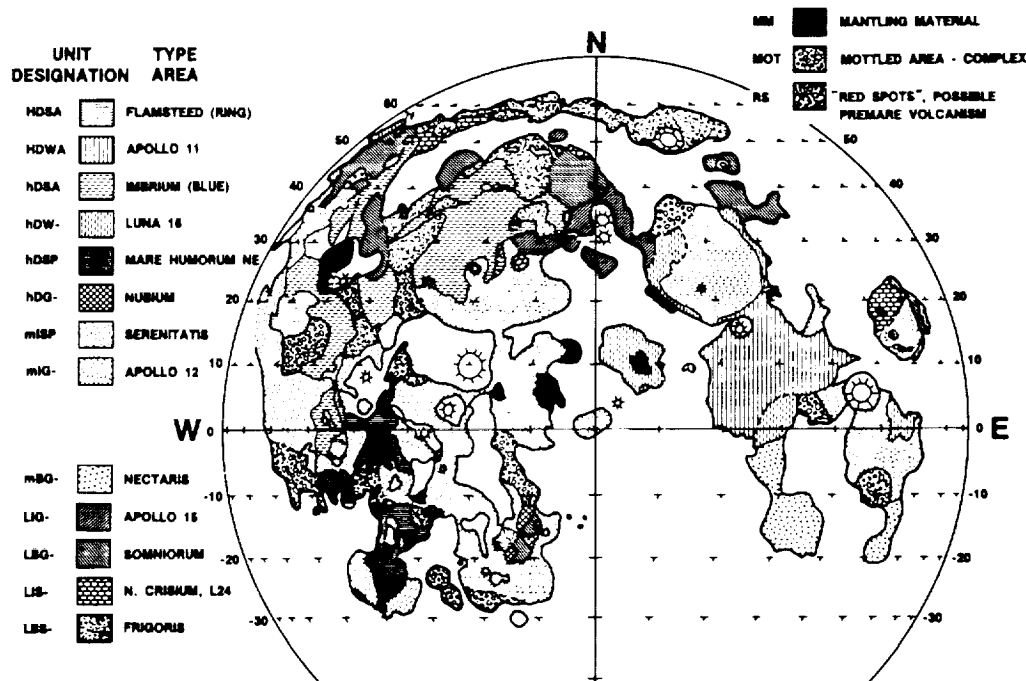 UNIT TYPE
DESIGNATION AREA
HDSA FLAMSTEED (RING)
HDWA APOLLO 11
hDSA IMBRIUM (BLUE)
hDW- LUNA 16
hDSP MARE HUMORUM NE
hDG- NUBIUM
mISP SERENITATIS
mIG- APOLLO 12
mBG- NECTARIS
LIG- APOLLO 15
LBG- SOMNIORUM
LIS- N. CRISIUM, L24
LBS- FRIGORIS
MM MANTLING MATERIAL
MOT MOTTLED AREA - COMPLEX
RS "RED SPOTS", POSSIBLE
PREMARE VOLCANISM
N
60
50 50
40 40
30 30
20 20
10 10
W 0 0 E
-10 -10
-20 -20
-30 -30